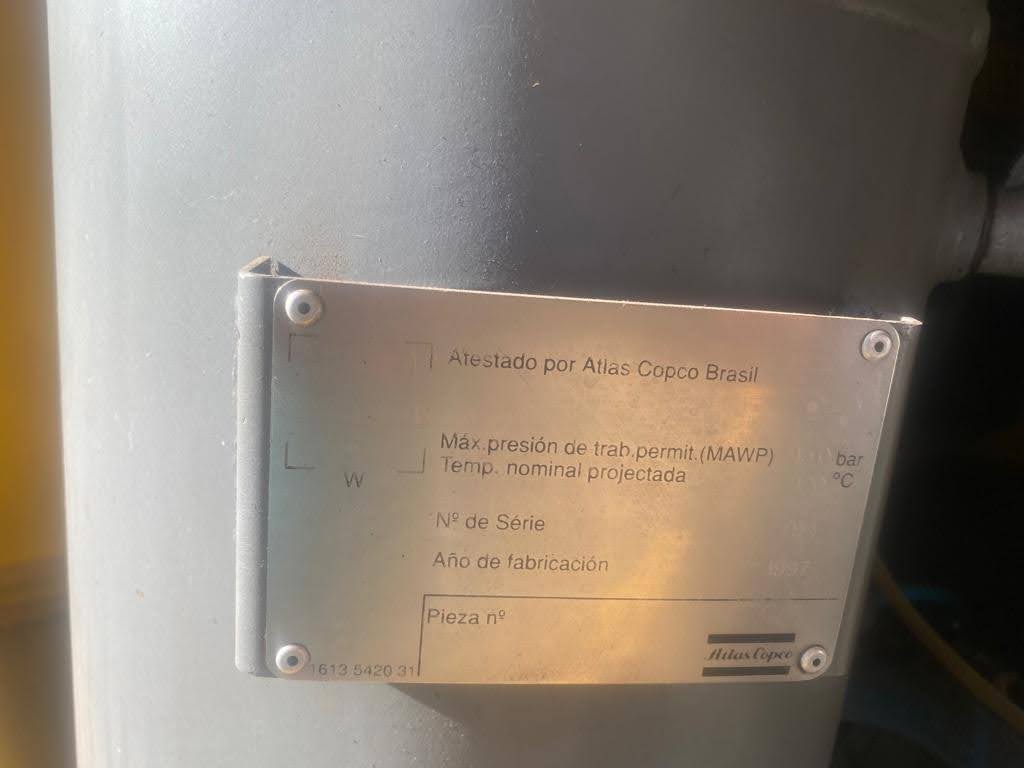 Atestado por Atlas Copco Brasil
Máx.presión de trab.permit.(MAWP) bar
Temp. nominal projectada °C
W
Nº de Série
Año de fabricación
Pieza nº
Atlas Copco
1613 5420 31